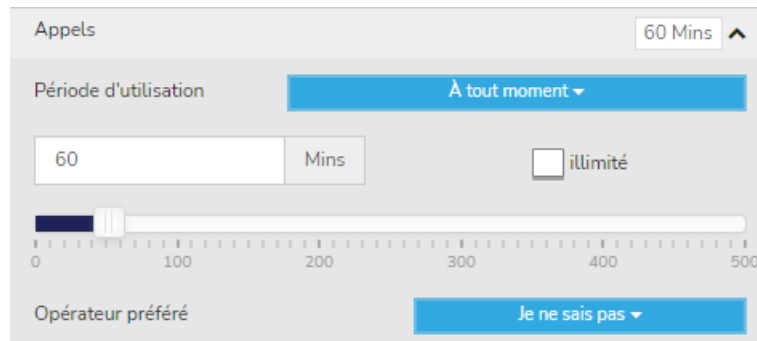 Appels 60 Mins
Période d'utilisation À tout moment
60 Mins illimité
0 100 200 300 400 500
Opérateur préféré Je ne sais pas